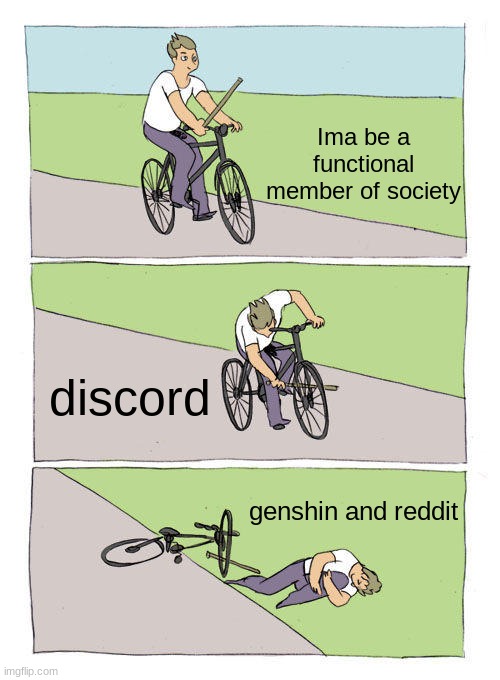 Ima be a
functional
member of society
discord
genshin and reddit
imgflip.com